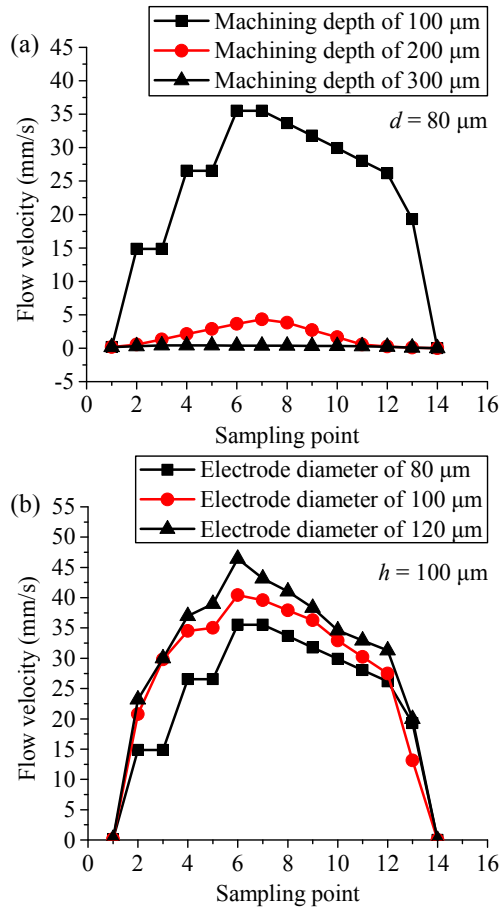 (a)
Machining depth of 100 μm
Machining depth of 200 μm
Machining depth of 300 μm
d = 80 μm
Flow velocity (mm/s)
45
40
35
30
25
20
15
10
5
0
-5
0 2 4 6 8 10 12 14 16
Sampling point
(b)
Electrode diameter of 80 μm
Electrode diameter of 100 μm
Electrode diameter of 120 μm
h = 100 μm
Flow velocity (mm/s)
55
50
45
40
35
30
25
20
15
10
5
0
0 2 4 6 8 10 12 14 16
Sampling point